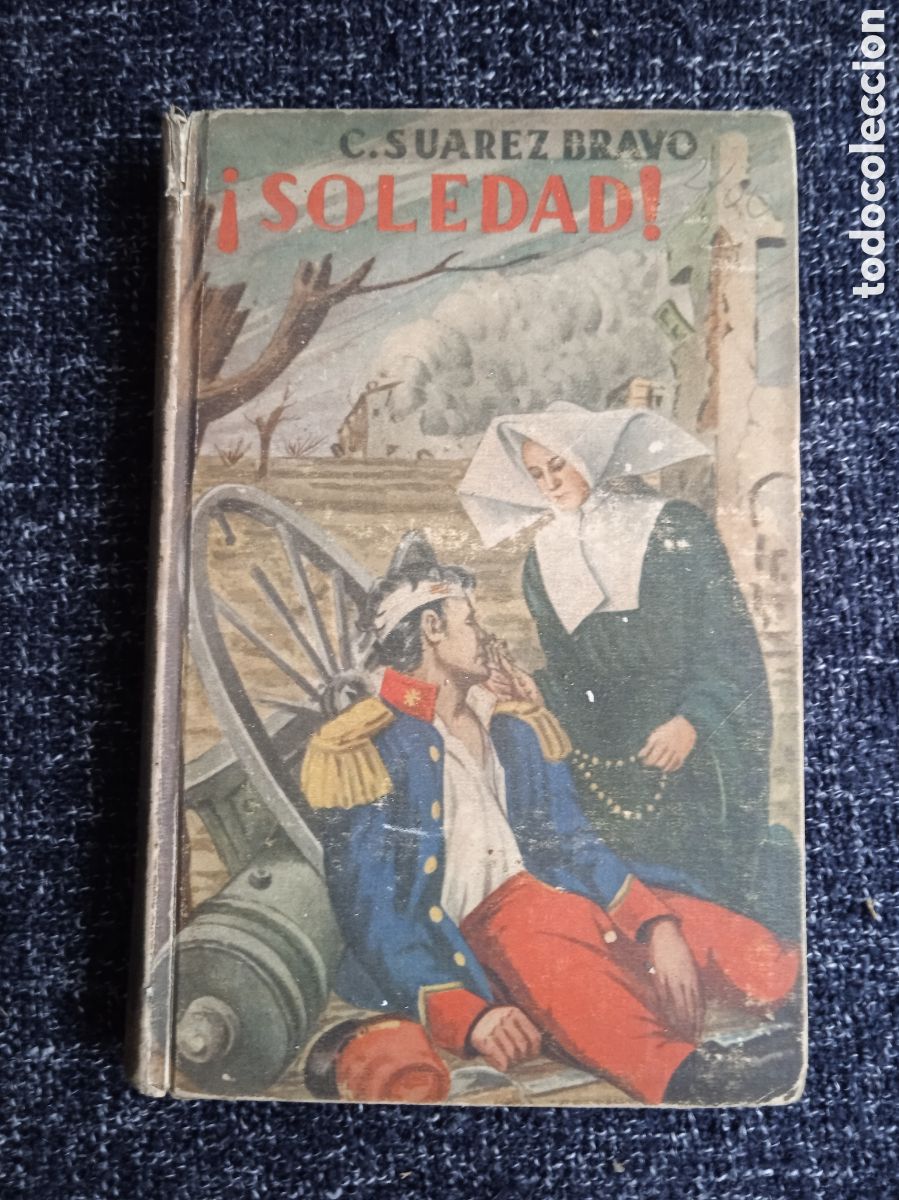 C. SUAREZ BRAVO
¡SOLEDAD!
todocoleccion